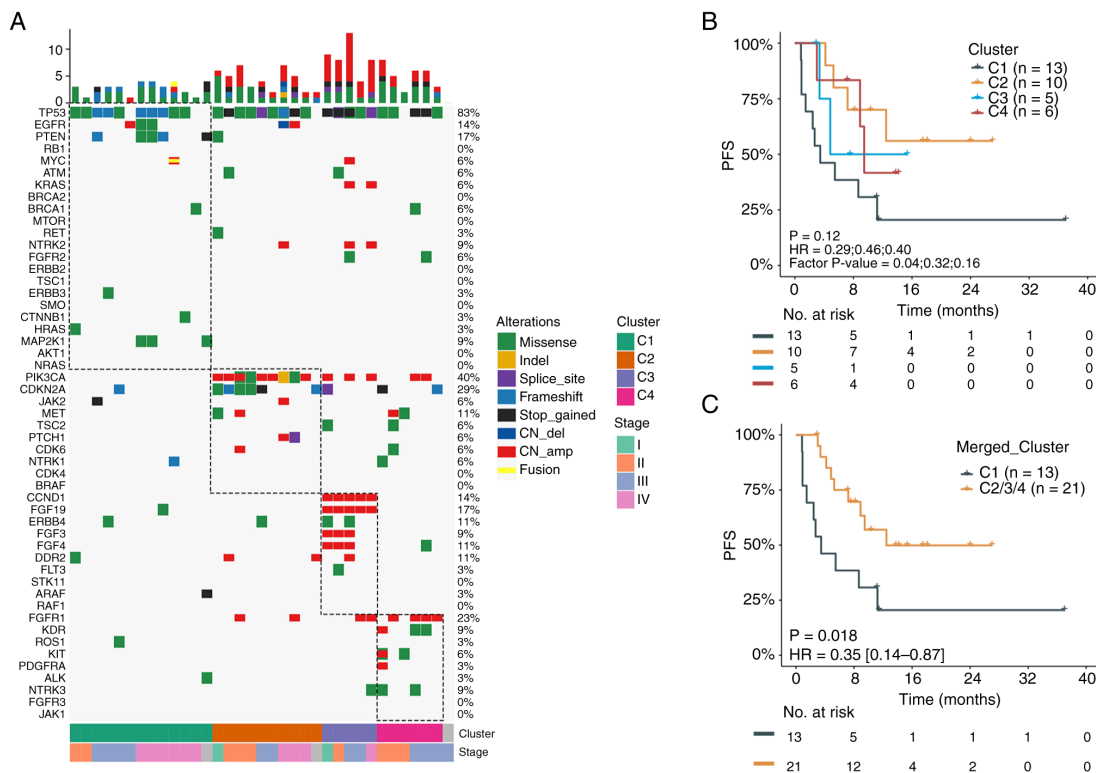 A
10
5
0
TP53 83%
EGFR 14%
PTEN 17%
RB1 0%
MYC 6%
ATM 6%
KRAS 6%
BRCA2 0%
BRCA1 6%
MTOR 0%
RET 3%
NTRK2 9%
FGFR2 6%
ERBB2 0%
TSC1 0%
ERBB3 3%
SMO 0%
CTNNB1 3%
HRAS 3%
MAP2K1 9%
AKT1 0%
NRAS 0%
PIK3CA 40%
CDKN2A 29%
JAK2 6%
MET 11%
TSC2 6%
PTCH1 6%
CDK6 6%
NTRK1 6%
CDK4 0%
BRAF 0%
CCND1 14%
FGF19 17%
ERBB4 11%
FGF3 9%
FGF4 11%
DDR2 11%
FLT3 3%
STK11 0%
ARAF 3%
RAF1 0%
FGFR1 23%
KDR 9%
ROS1 3%
KIT 6%
PDGFRA 3%
ALK 3%
NTRK3 9%
FGFR3 0%
JAK1 0%
Cluster
Stage
Alterations
Missense
Indel
Splice_site
Frameshift
Stop_gained
CN_del
CN_amp
Fusion
Cluster
C1
C2
C3
C4
Stage
I
II
III
IV
B
100%
75%
50%
25%
0%
PFS
Cluster
C1 (n = 13)
C2 (n = 10)
C3 (n = 5)
C4 (n = 6)
P = 0.12
HR = 0.29;0.46;0.40
Factor P-value = 0.04;0.32;0.16
0 8 16 24 32 40
Time (months)
No. at risk
13 5 1 1 1 0
10 7 4 2 0 0
5 1 0 0 0 0
6 4 0 0 0 0
C
100%
75%
50%
25%
0%
PFS
Merged_Cluster
C1 (n = 13)
C2/3/4 (n = 21)
P = 0.018
HR = 0.35 [0.14–0.87]
0 8 16 24 32 40
Time (months)
No. at risk
13 5 1 1 1 0
21 12 4 2 0 0